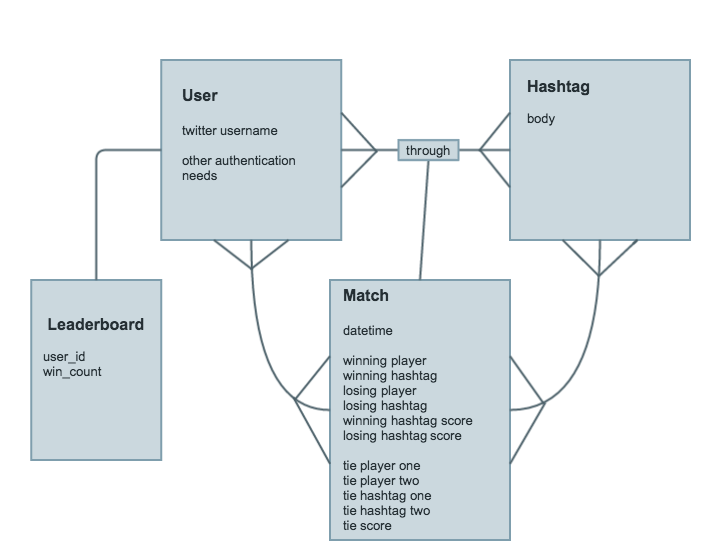 User
twitter username
other authentication
needs
through
Hashtag
body
Leaderboard
user_id
win_count
Match
datetime
winning player
winning hashtag
losing player
losing hashtag
winning hashtag score
losing hashtag score
tie player one
tie player two
tie hashtag one
tie hashtag two
tie score